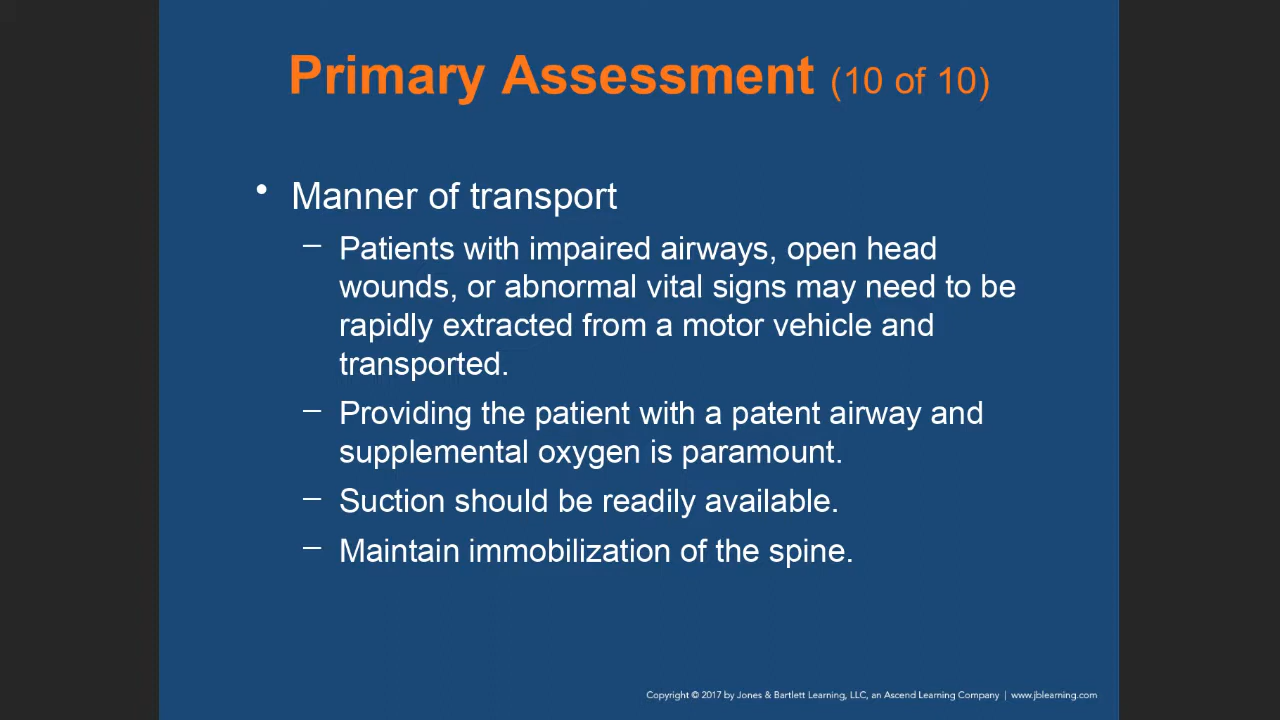 Primary Assessment (10 of 10)
• Manner of transport
– Patients with impaired airways, open head
wounds, or abnormal vital signs may need to be
rapidly extracted from a motor vehicle and
transported.
– Providing the patient with a patent airway and
supplemental oxygen is paramount.
– Suction should be readily available.
– Maintain immobilization of the spine.
Copyright © 2017 by Jones & Bartlett Learning, LLC, an Ascend Learning Company | www.jblearning.com